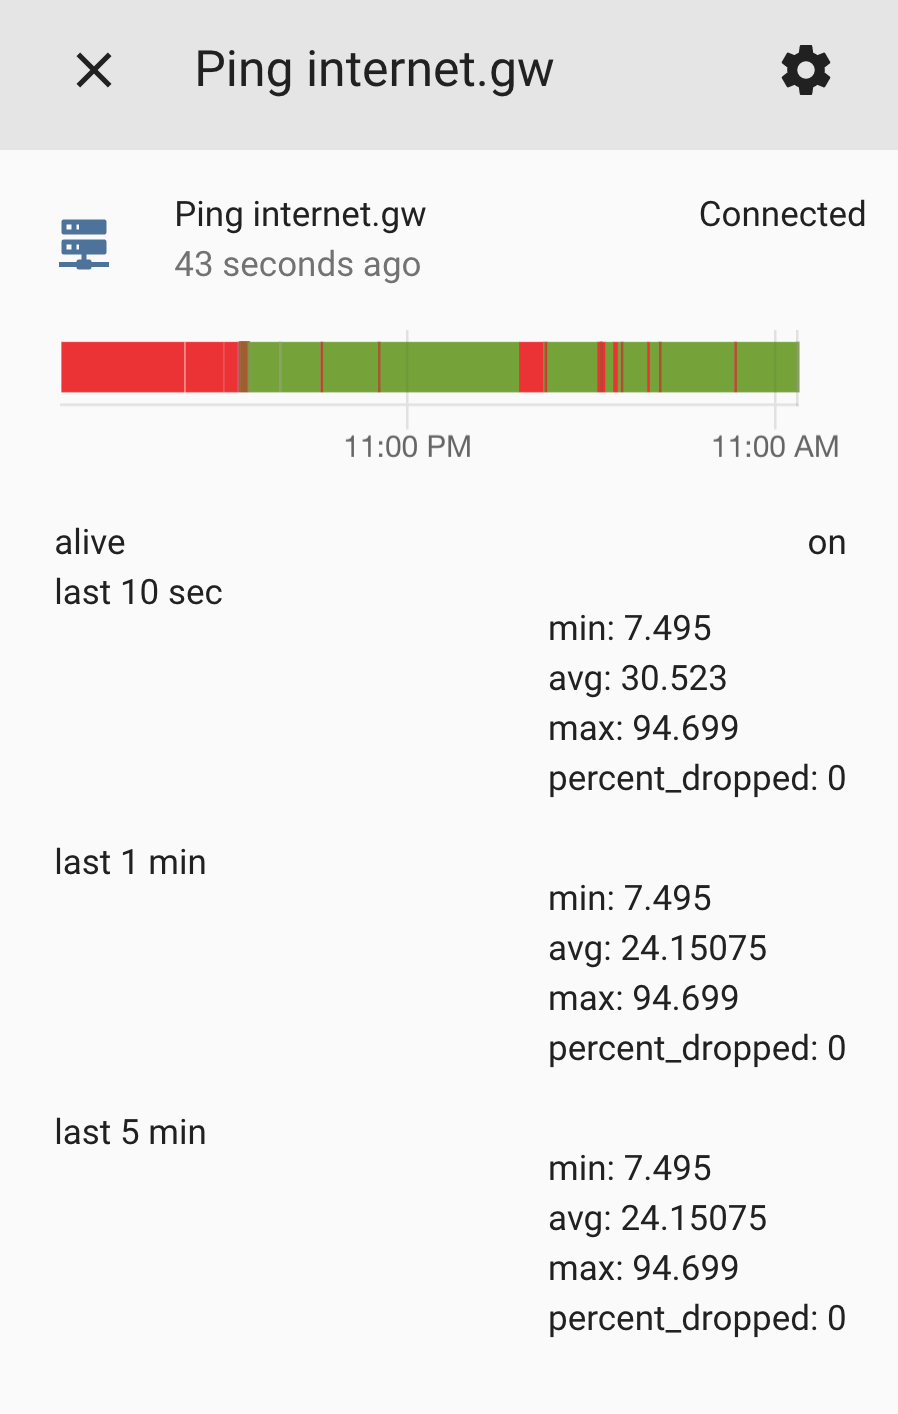 Ping internet.gw
Ping internet.gw Connected
43 seconds ago
11:00 PM 11:00 AM
alive on
last 10 sec
min: 7.495
avg: 30.523
max: 94.699
percent_dropped: 0
last 1 min
min: 7.495
avg: 24.15075
max: 94.699
percent_dropped: 0
last 5 min
min: 7.495
avg: 24.15075
max: 94.699
percent_dropped: 0